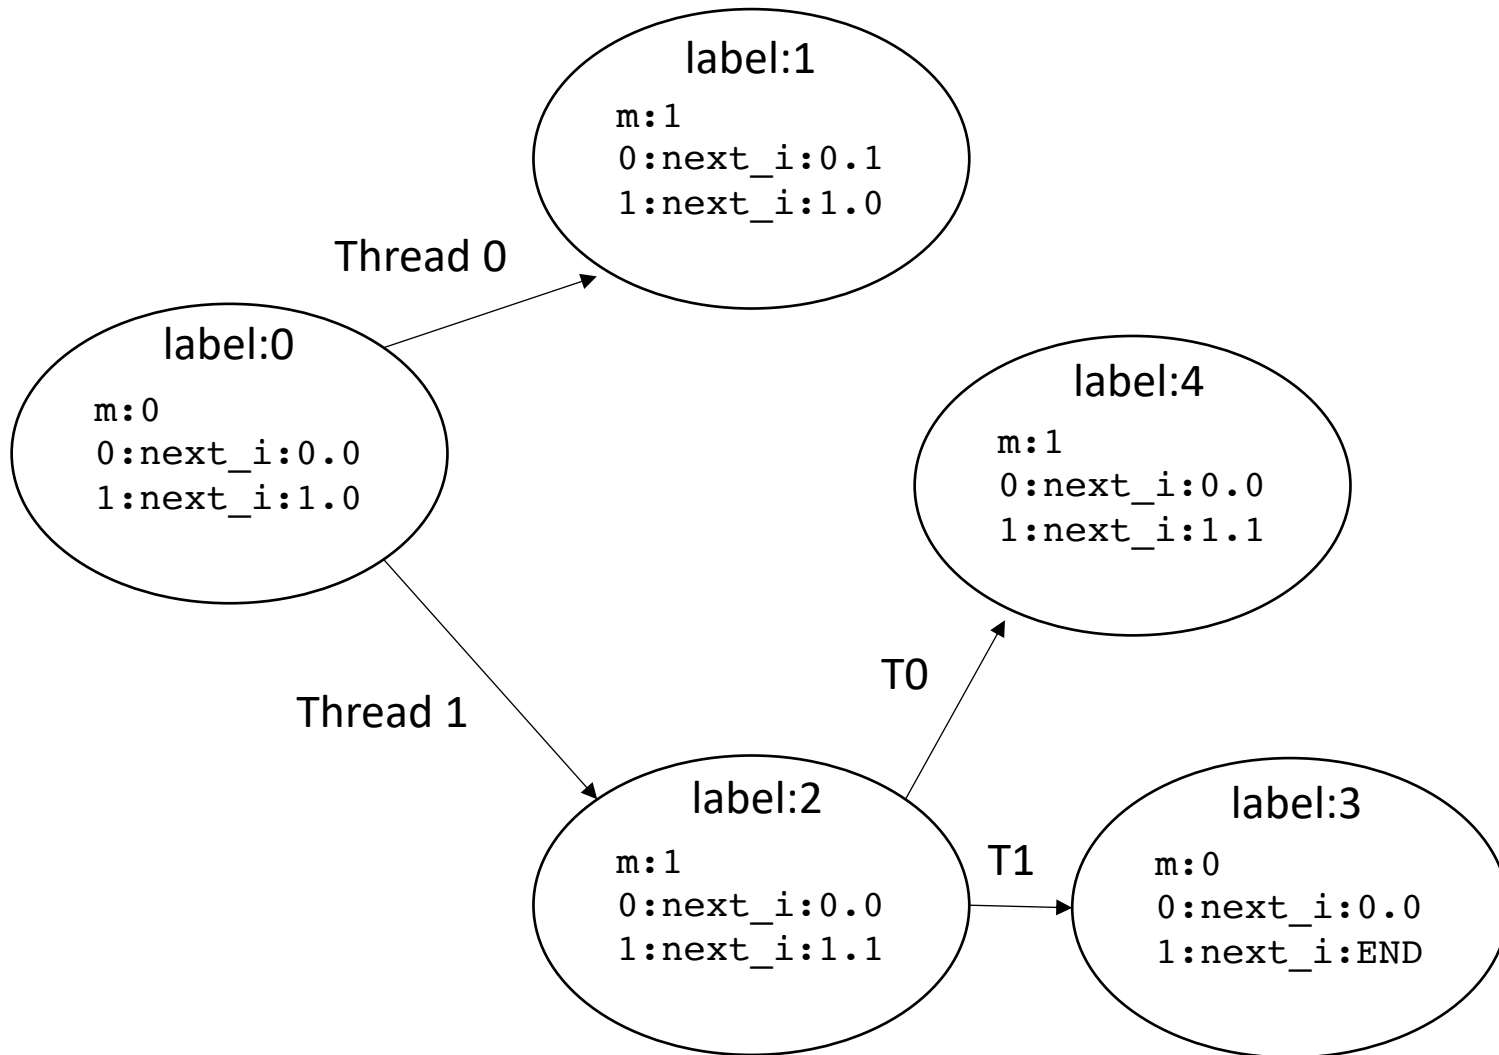 label:1
m:1
0:next_i:0.1
1:next_i:1.0
Thread 0
label:0
m:0
0:next_i:0.0
1:next_i:1.0
label:4
m:1
0:next_i:0.0
1:next_i:1.1
T0
Thread 1
label:2
m:1
0:next_i:0.0
1:next_i:1.1
T1
label:3
m:0
0:next_i:0.0
1:next_i:END